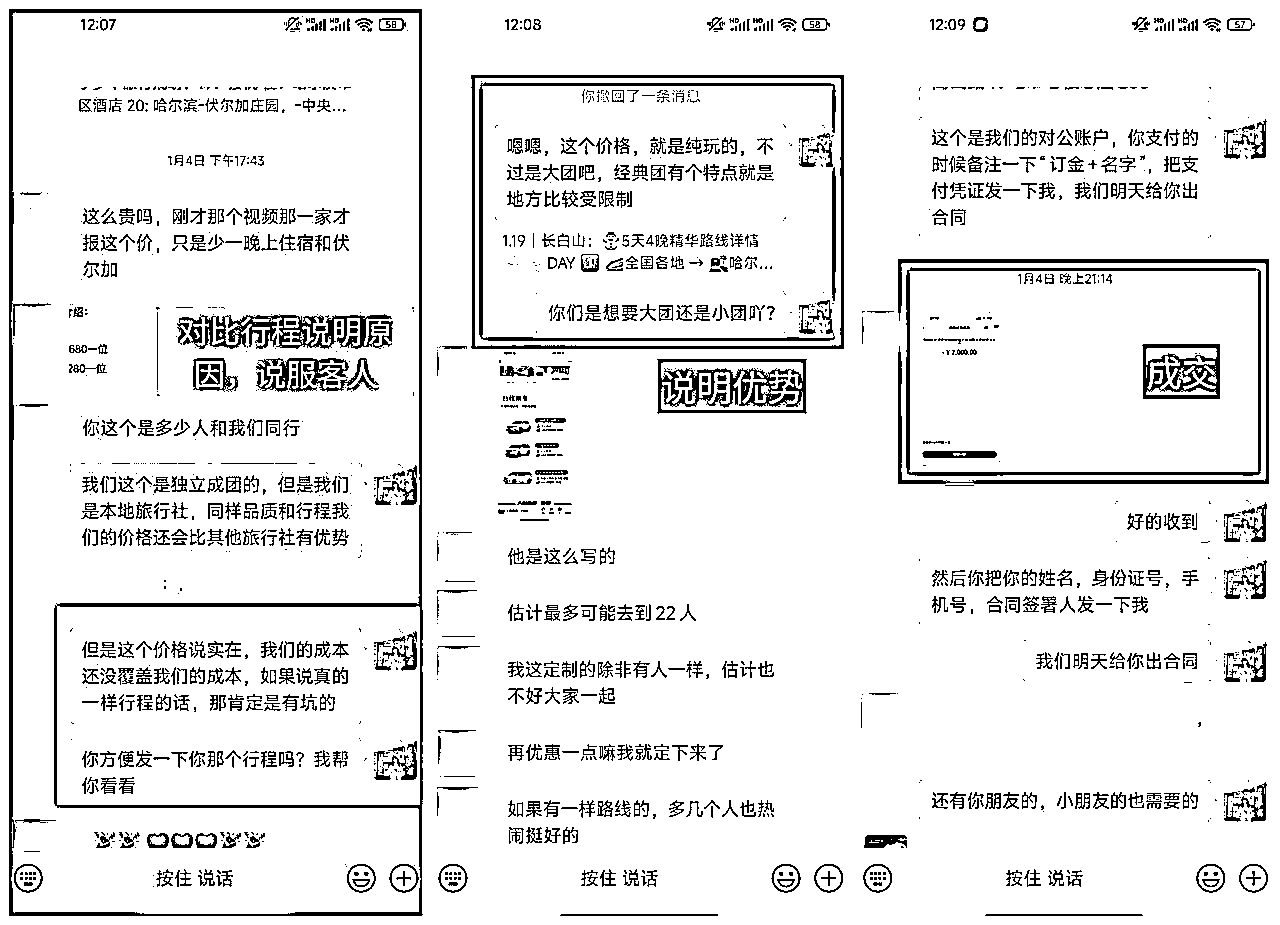 12:07
58
区酒店 20: 哈尔滨-伏尔加庄园, -中央...
1月4日 下午17:43
这么贵吗，刚才那个视频那一家才
报这个价，只是少一晚上住宿和伏
尔加
680一位
280一位
对比行程说明原
因，说服客人
你这个是多少人和我们同行
我们这个是独立成团的，但是我们
是本地旅行社，同样品质和行程我
们的价格还会比其他旅行社有优势
但是这个价格说实在，我们的成本
还没覆盖我们的成本，如果说真的
一样行程的话，那肯定是有坑的
你方便发一下你那个行程吗？我帮
你看看
按住 说话
12:08
58
你撤回了一条消息
嗯嗯，这个价格，就是纯玩的，不
过是大团吧，经典团有个特点就是
地方比较受限制
1.19｜长白山：5天4晚精华路线详情
DAY 全国各地 → 哈尔...
你们是想要大团还是小团吖？
说明优势
他是这么写的
估计最多可能去到 22 人
我这定制的除非有人一样，估计也
不好大家一起
再优惠一点嘛我就定下来了
如果有一样路线的，多几个人也热
闹挺好的
按住 说话
12:09
57
这个是我们的对公账户，你支付的
时候备注一下“订金+名字”，把支
付凭证发一下我，我们明天给你出
合同
1月4日 晚上21:14
成交
好的收到
然后你把你的姓名，身份证号，手
机号，合同签署人发一下我
我们明天给你出合同
还有你朋友的，小朋友的也需要的
按住 说话